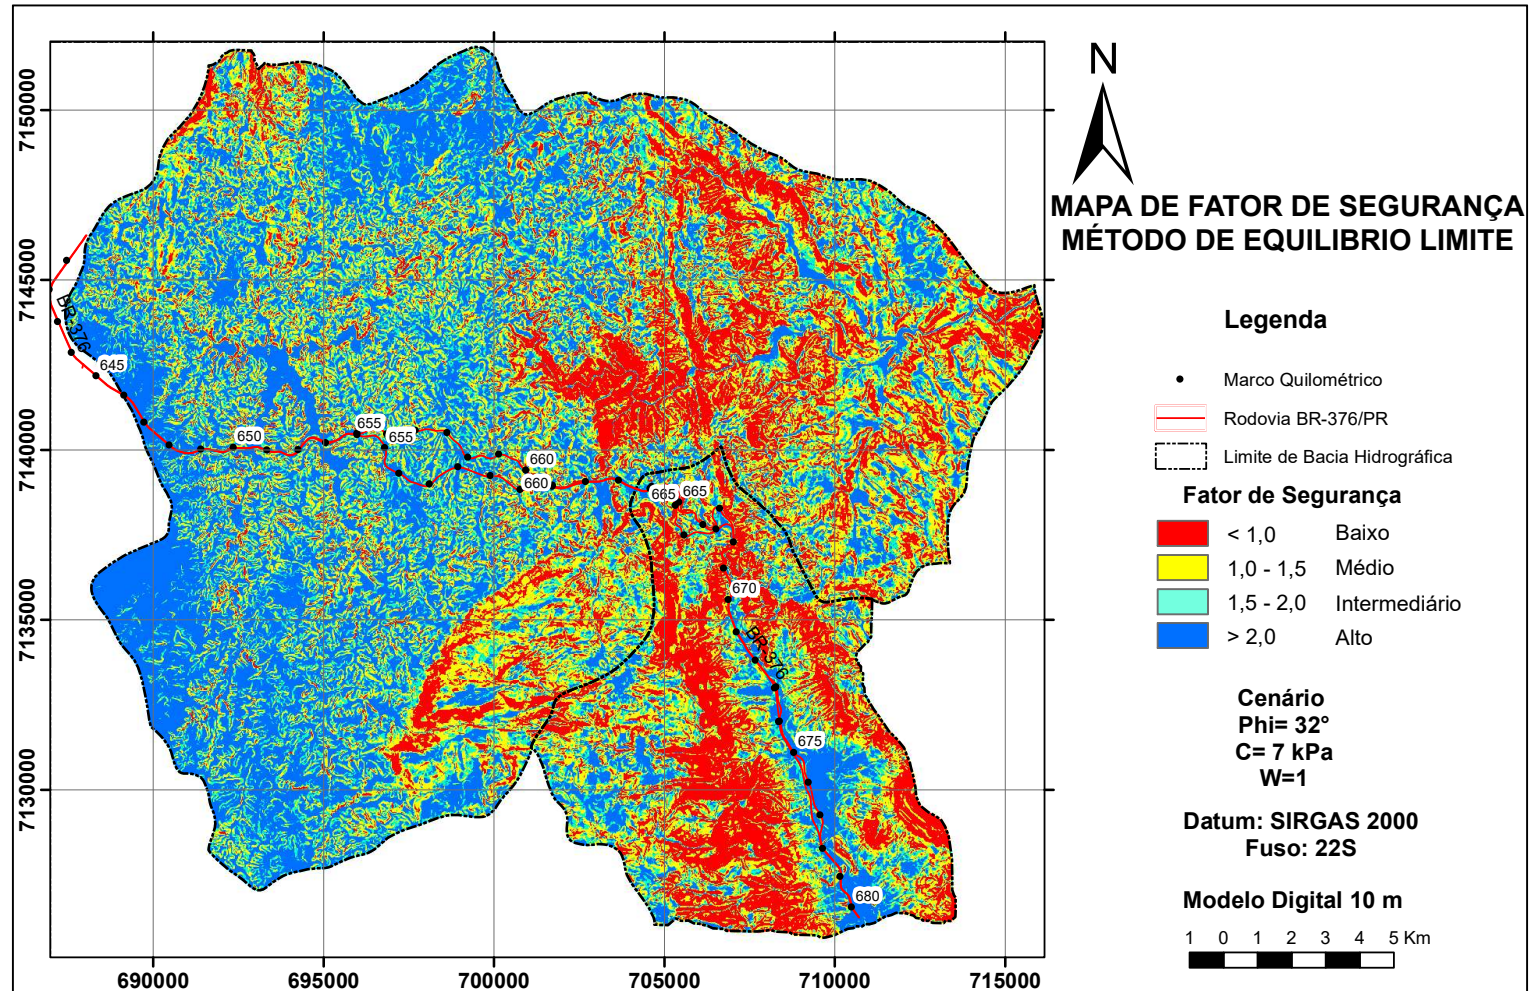 N
MAPA DE FATOR DE SEGURANÇA
MÉTODO DE EQUILIBRIO LIMITE
Legenda
Marco Quilométrico
Rodovia BR-376/PR
Limite de Bacia Hidrográfica
Fator de Segurança
< 1,0 Baixo
1,0 - 1,5 Médio
1,5 - 2,0 Intermediário
> 2,0 Alto
Cenário
Phi= 32°
C= 7 kPa
W=1
Datum: SIRGAS 2000
Fuso: 22S
Modelo Digital 10 m
1 0 1 2 3 4 5 Km
7150000
7145000
7140000
7135000
7130000
690000 695000 700000 705000 710000 715000
BR-376
645
650
655
655
660
660
665
665
670
BR-376
675
680